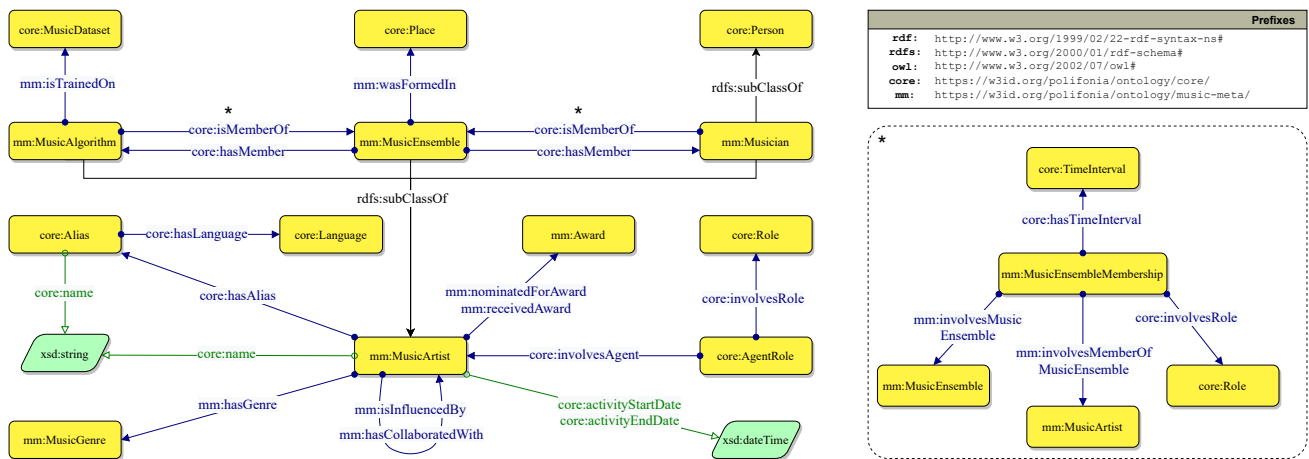 core:MusicDataset
core:Place
core:Person
mm:isTrainedOn
mm:wasFormedIn
rdfs:subClassOf
*
*
core:isMemberOf
core:isMemberOf
mm:MusicAlgorithm
mm:MusicEnsemble
mm:Musician
core:hasMember
core:hasMember
rdfs:subClassOf
core:Alias
core:hasLanguage
core:Language
mm:Award
core:Role
core:name
core:hasAlias
mm:nominatedForAward
mm:receivedAward
core:involvesRole
xsd:string
core:name
mm:MusicArtist
core:involvesAgent
core:AgentRole
mm:hasGenre
mm:isInfluencedBy
mm:hasCollaboratedWith
core:activityStartDate
core:activityEndDate
mm:MusicGenre
xsd:dateTime
Prefixes
rdf: http://www.w3.org/1999/02/22-rdf-syntax-ns#
rdfs: http://www.w3.org/2000/01/rdf-schema#
owl: http://www.w3.org/2002/07/owl#
core: https://w3id.org/polifonia/ontology/core/
mm: https://w3id.org/polifonia/ontology/music-meta/
*
core:TimeInterval
core:hasTimeInterval
mm:MusicEnsembleMembership
mm:involvesMusic
Ensemble
core:involvesRole
mm:involvesMemberOf
MusicEnsemble
mm:MusicEnsemble
core:Role
mm:MusicArtist